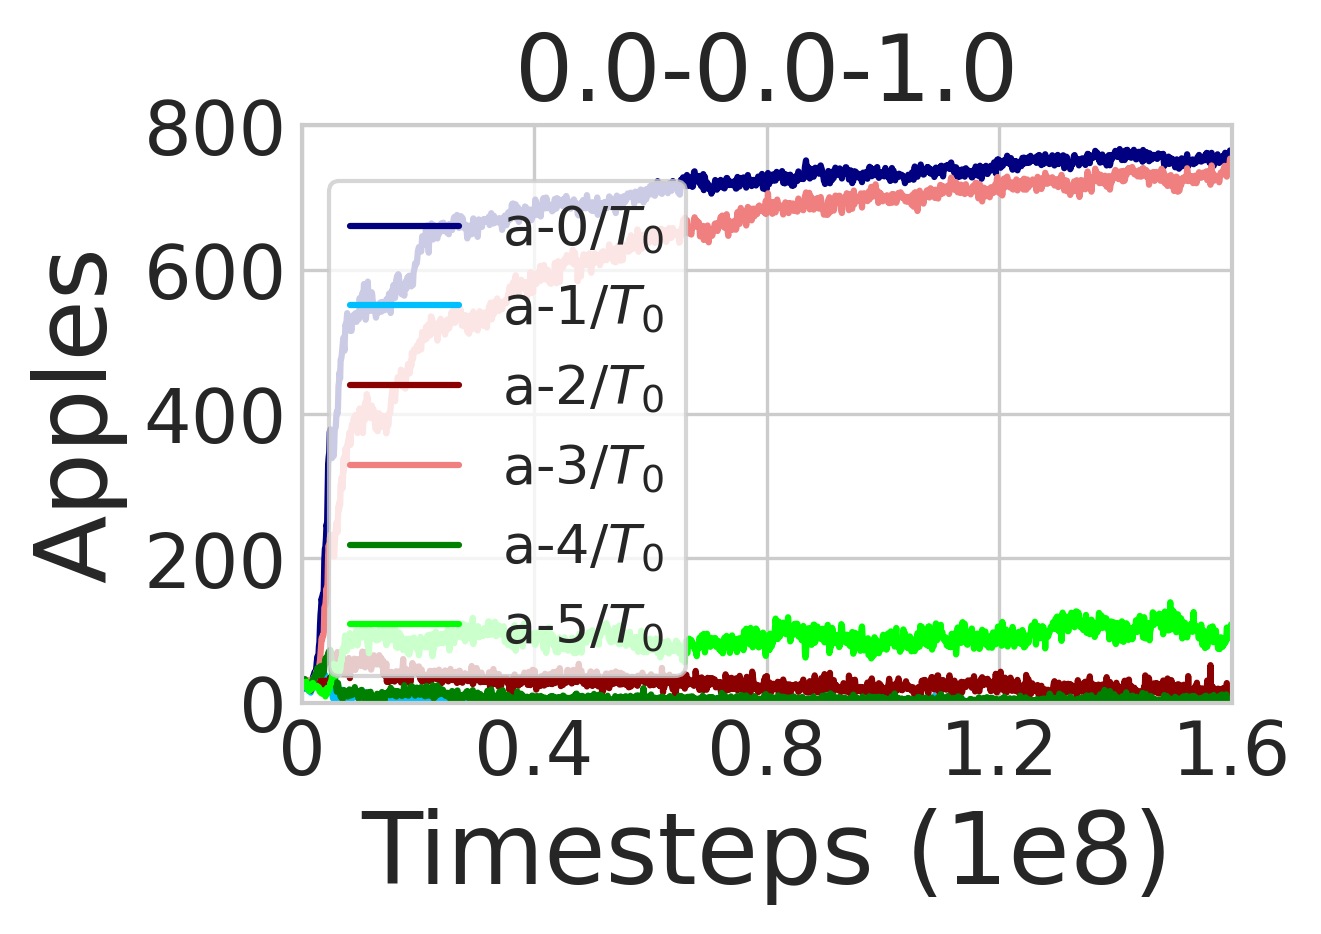 0.0-0.0-1.0
800
600
400
200
0
Apples
a-0/T₀
a-1/T₀
a-2/T₀
a-3/T₀
a-4/T₀
a-5/T₀
0 0.4 0.8 1.2 1.6
Timesteps (1e8)